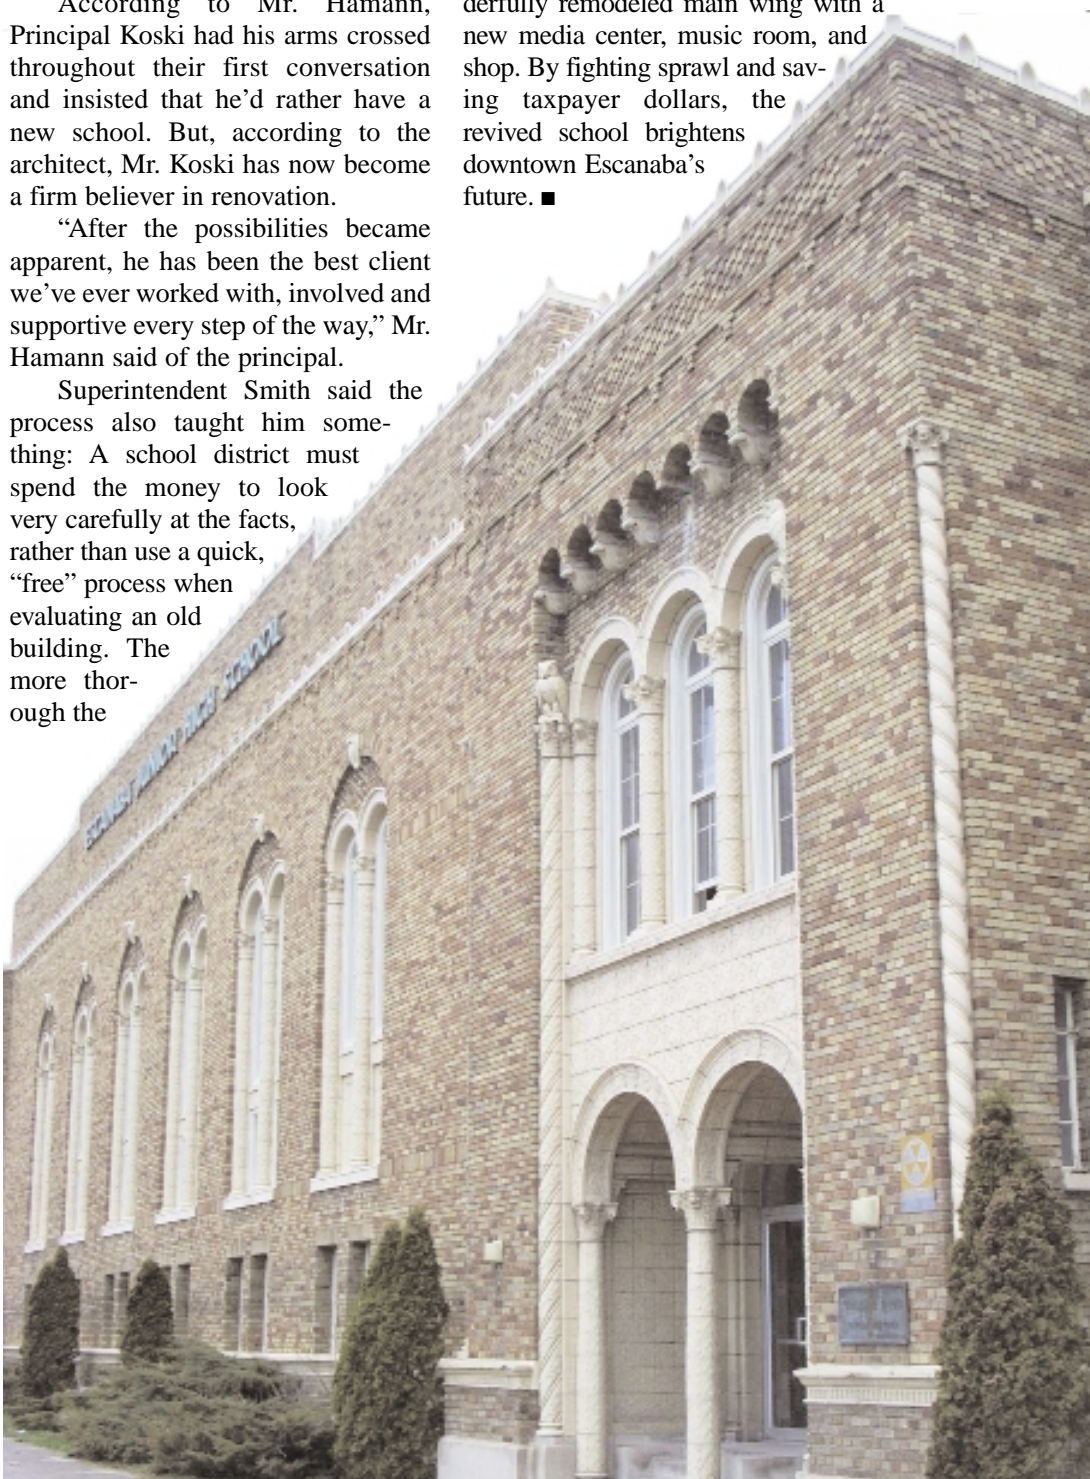 According to Mr. Hamann,
Principal Koski had his arms crossed
throughout their first conversation
and insisted that he’d rather have a
new school. But, according to the
architect, Mr. Koski has now become
a firm believer in renovation.
“After the possibilities became
apparent, he has been the best client
we’ve ever worked with, involved and
supportive every step of the way,” Mr.
Hamann said of the principal.
Superintendent Smith said the
process also taught him some-
thing: A school district must
spend the money to look
very carefully at the facts,
rather than use a quick,
“free” process when
evaluating an old
building. The
more thor-
ough the
derfully remodeled main wing with a
new media center, music room, and
shop. By fighting sprawl and sav-
ing taxpayer dollars, the
revived school brightens
downtown Escanaba’s
future. ■
ESCANABA JUNIOR HIGH SCHOOL